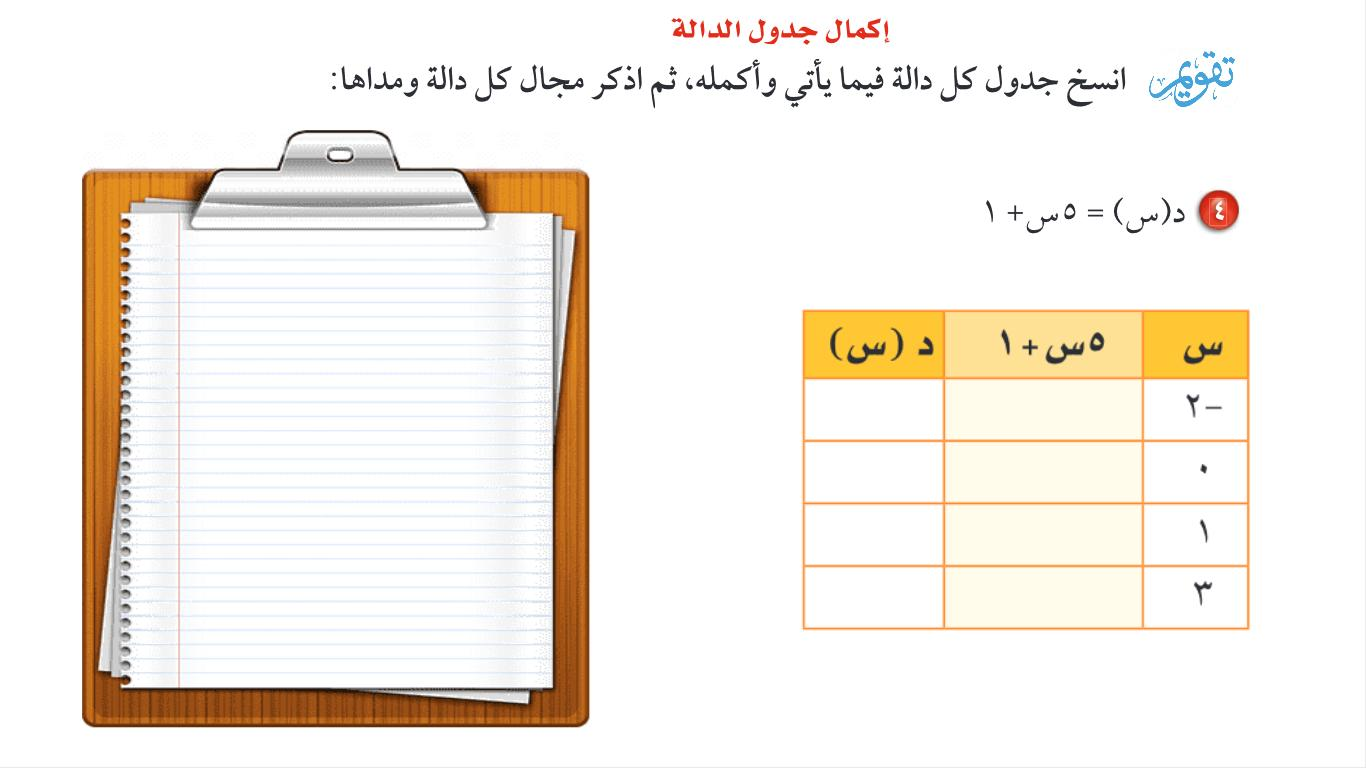 إكمال جدول الدالة
تقويم انسخ جدول كل دالة فيما يأتي وأكمله، ثم اذكر مجال كل دالة ومداها:
٤ د(س) = ٥س+ ١
س ٥س + ١ د (س)
–٢
٠
١
٣